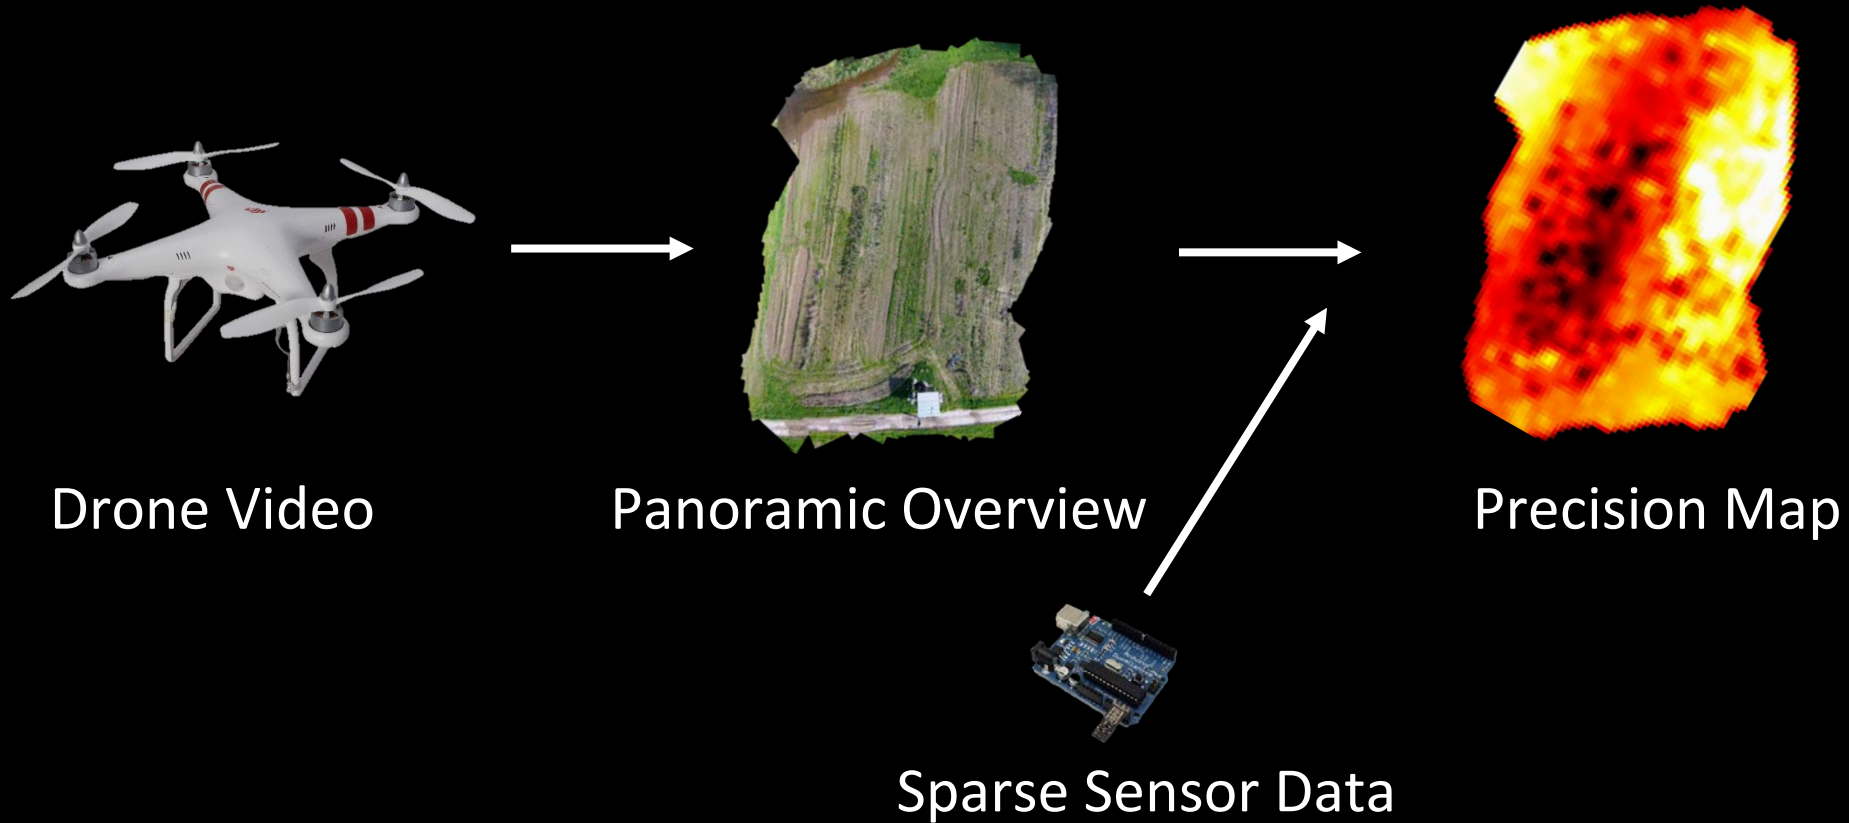 Drone Video
Panoramic Overview
Precision Map
Sparse Sensor Data